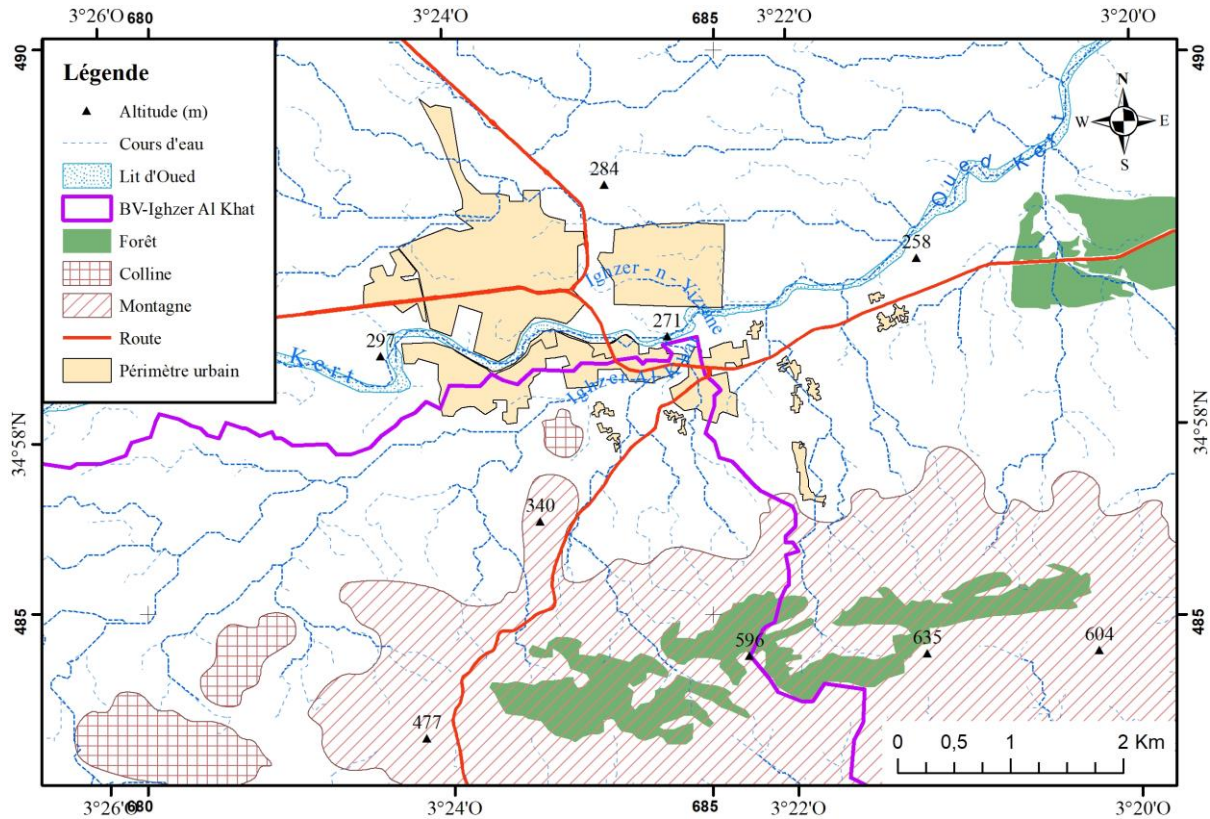 3°26'O 680 3°24'O 685 3°22'O 3°20'O
490 490
Légende
Altitude (m)
Cours d'eau
Lit d'Oued
BV-Ighzer Al Khat
Forêt
Colline
Montagne
Route
Périmètre urbain
N
W E
S
Oued Kert
284
258
Ighzer - n - Yizzane
271
297
Kert
Ighzer Al Khat
34°58'N 34°58'N
340
485 485
596
635
604
477
0 0,5 1 2 Km
3°26'O 680 3°24'O 685 3°22'O 3°20'O